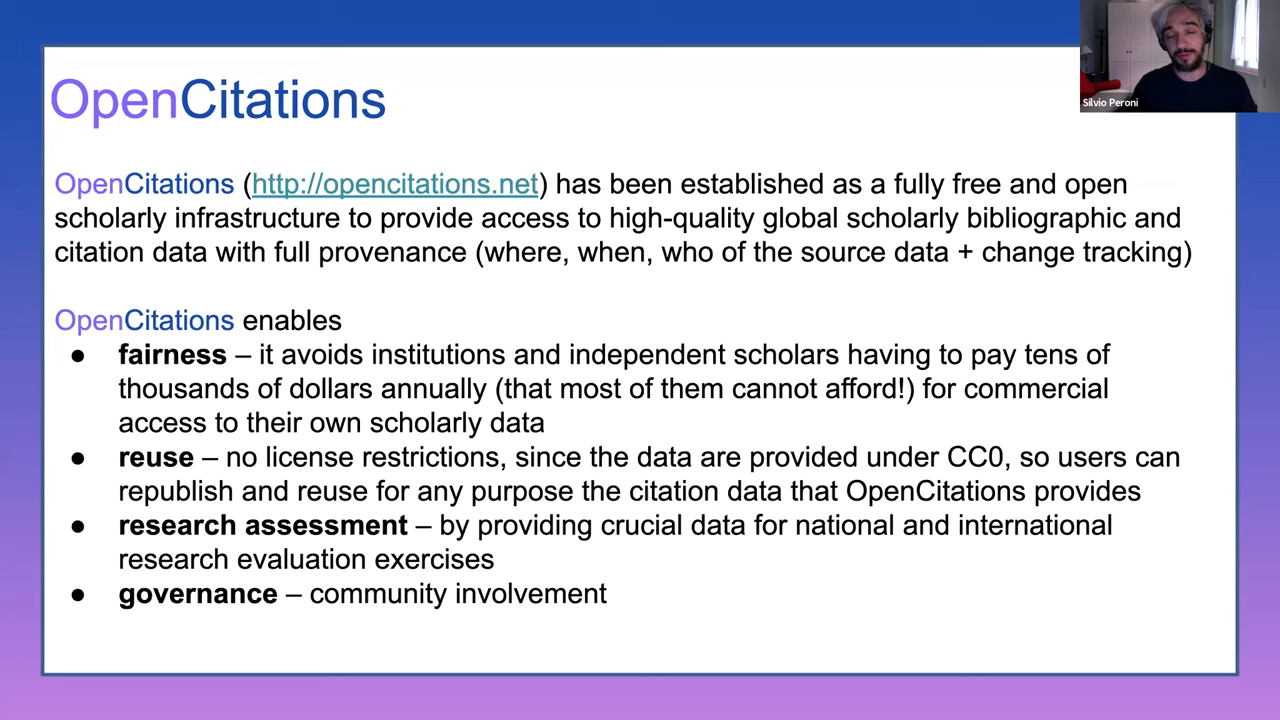 OpenCitations
Silvio Peroni
OpenCitations (http://opencitations.net) has been established as a fully free and open
scholarly infrastructure to provide access to high-quality global scholarly bibliographic and
citation data with full provenance (where, when, who of the source data + change tracking)
OpenCitations enables
● fairness – it avoids institutions and independent scholars having to pay tens of
thousands of dollars annually (that most of them cannot afford!) for commercial
access to their own scholarly data
● reuse – no license restrictions, since the data are provided under CC0, so users can
republish and reuse for any purpose the citation data that OpenCitations provides
● research assessment – by providing crucial data for national and international
research evaluation exercises
● governance – community involvement